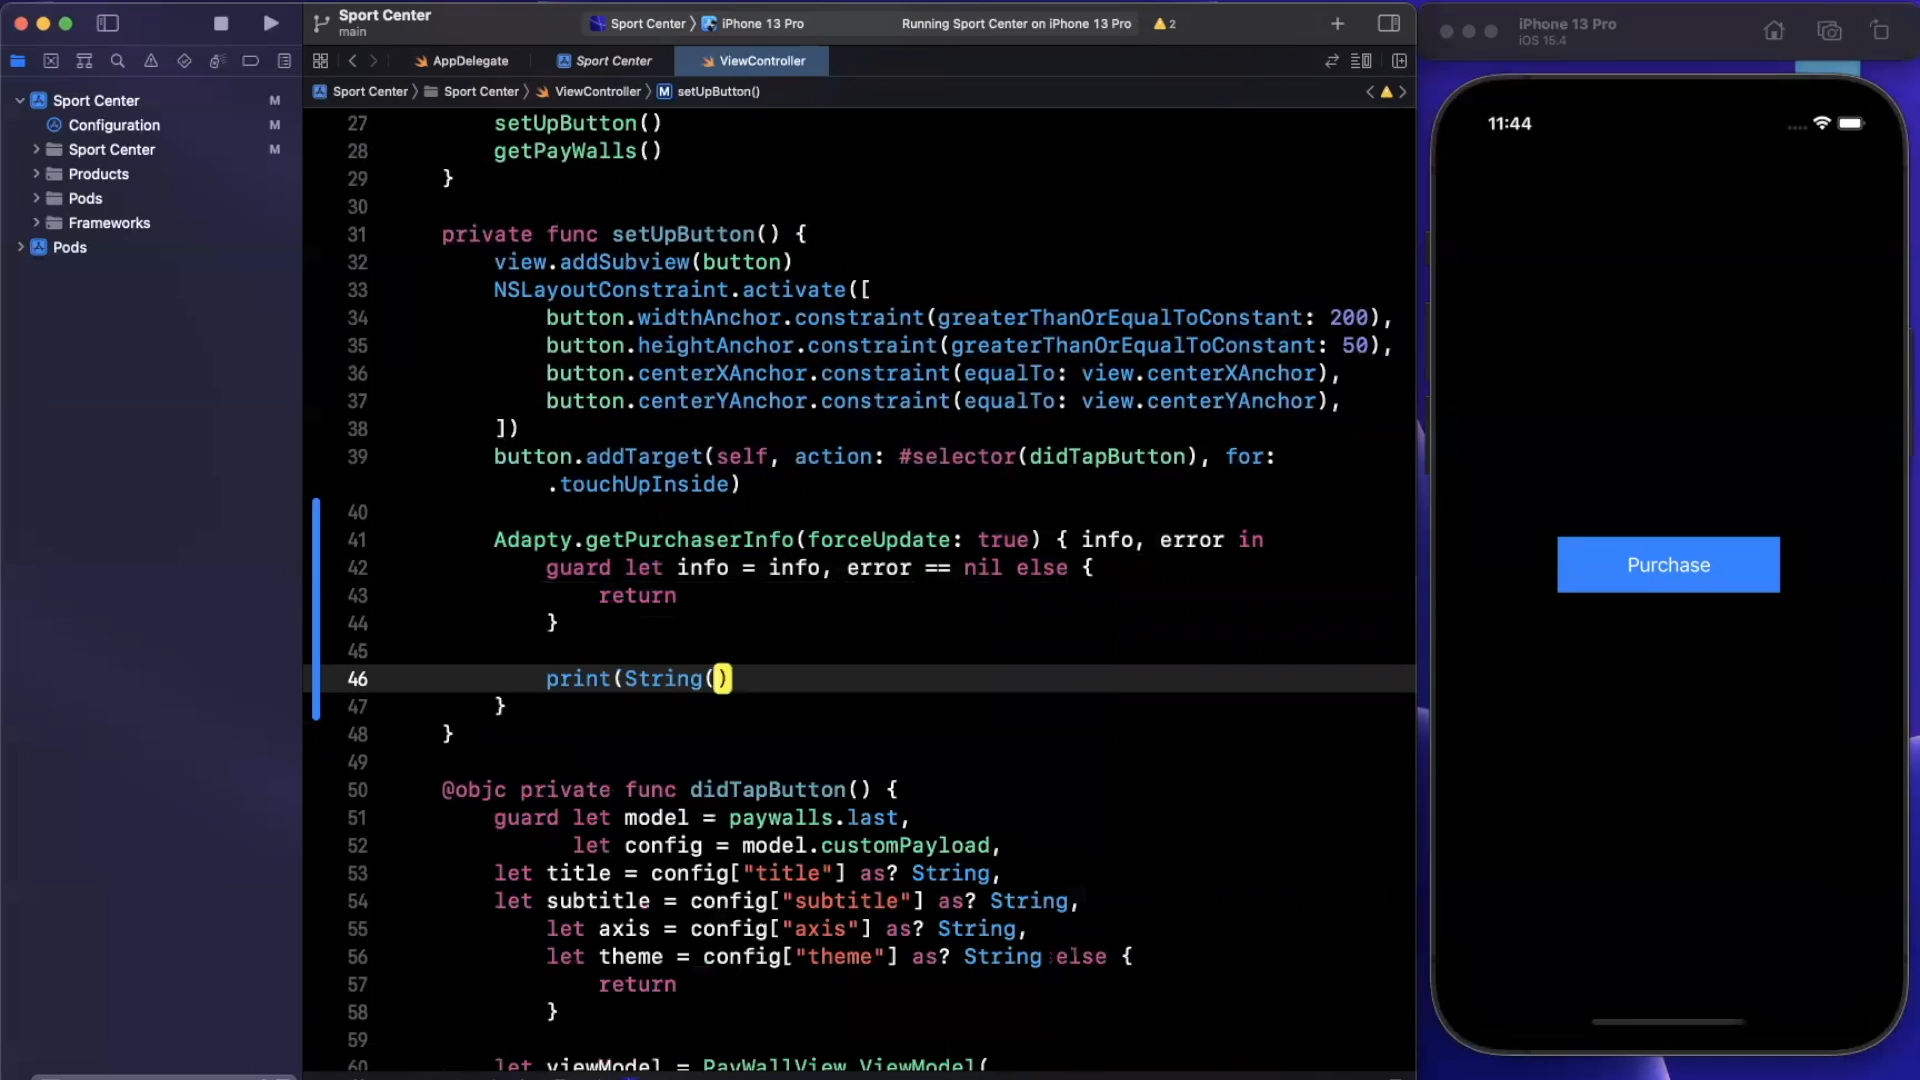 Sport Center
main
Sport Center
iPhone 13 Pro
Running Sport Center on iPhone 13 Pro
2
iPhone 13 Pro
iOS 15.4
AppDelegate
Sport Center
ViewController
Sport Center
Sport Center
ViewController
M
setUpButton()
Sport Center
M
Configuration
M
Sport Center
M
Products
Pods
Frameworks
Pods
27 setUpButton()
28 getPayWalls()
29 }
30
31 private func setUpButton() {
32 view.addSubview(button)
33 NSLayoutConstraint.activate([
34 button.widthAnchor.constraint(greaterThanOrEqualToConstant: 200),
35 button.heightAnchor.constraint(greaterThanOrEqualToConstant: 50),
36 button.centerXAnchor.constraint(equalTo: view.centerXAnchor),
37 button.centerYAnchor.constraint(equalTo: view.centerYAnchor),
38 ])
39 button.addTarget(self, action: #selector(didTapButton), for:
.touchUpInside)
40
41 Adapty.getPurchaserInfo(forceUpdate: true) { info, error in
42 guard let info = info, error == nil else {
43 return
44 }
45
46 print(String()
47 }
48 }
49
50 @objc private func didTapButton() {
51 guard let model = paywalls.last,
52 let config = model.customPayload,
53 let title = config["title"] as? String,
54 let subtitle = config["subtitle"] as? String,
55 let axis = config["axis"] as? String,
56 let theme = config["theme"] as? String else {
57 return
58 }
59
60 let viewModel = PayWallView.ViewModel(
11:44
Purchase